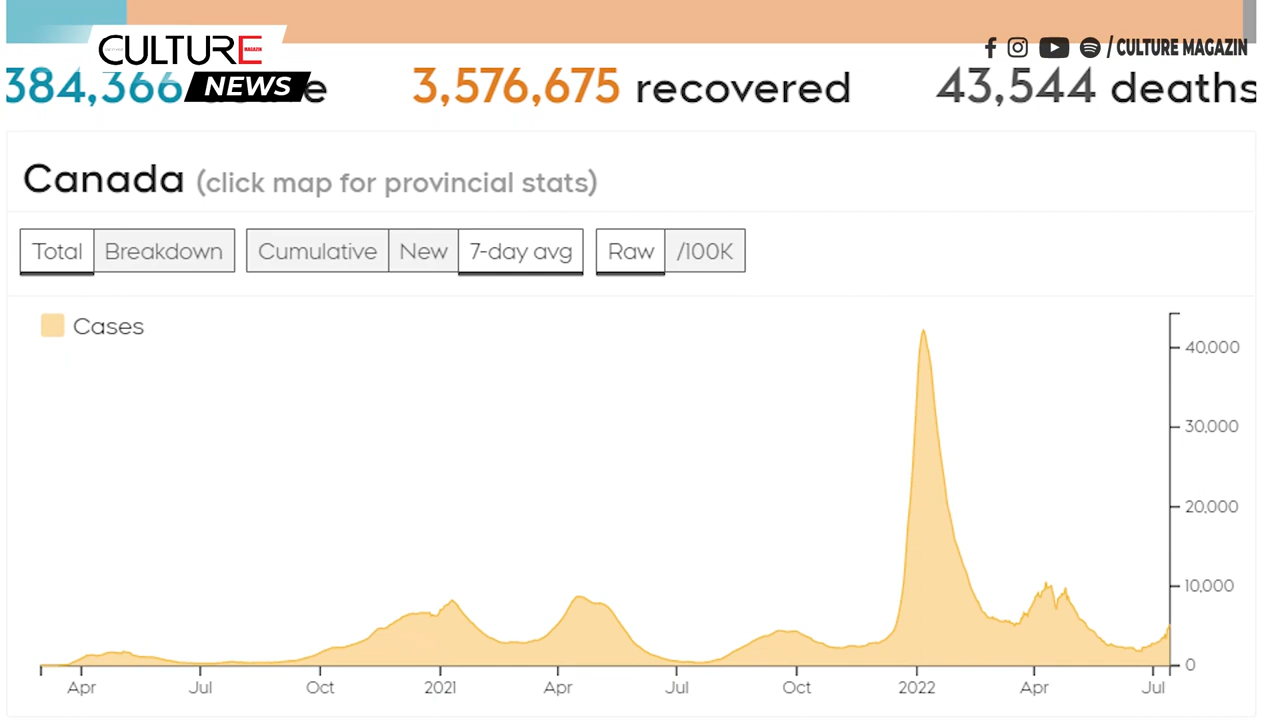 CULTURE MAGAZIN
NEWS
/ CULTURE MAGAZIN
384,366
3,576,675 recovered
43,544 deaths
Canada (click map for provincial stats)
Total Breakdown Cumulative New 7-day avg Raw /100K
Cases
40,000
30,000
20,000
10,000
0
Apr Jul Oct 2021 Apr Jul Oct 2022 Apr Jul